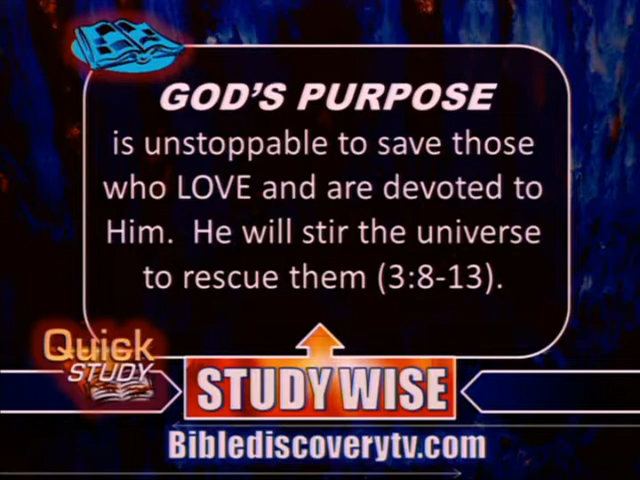 GOD'S PURPOSE
is unstoppable to save those
who LOVE and are devoted to
Him.  He will stir the universe
to rescue them (3:8-13).
Quick
STUDY
STUDY WISE
Biblediscoverytv.com